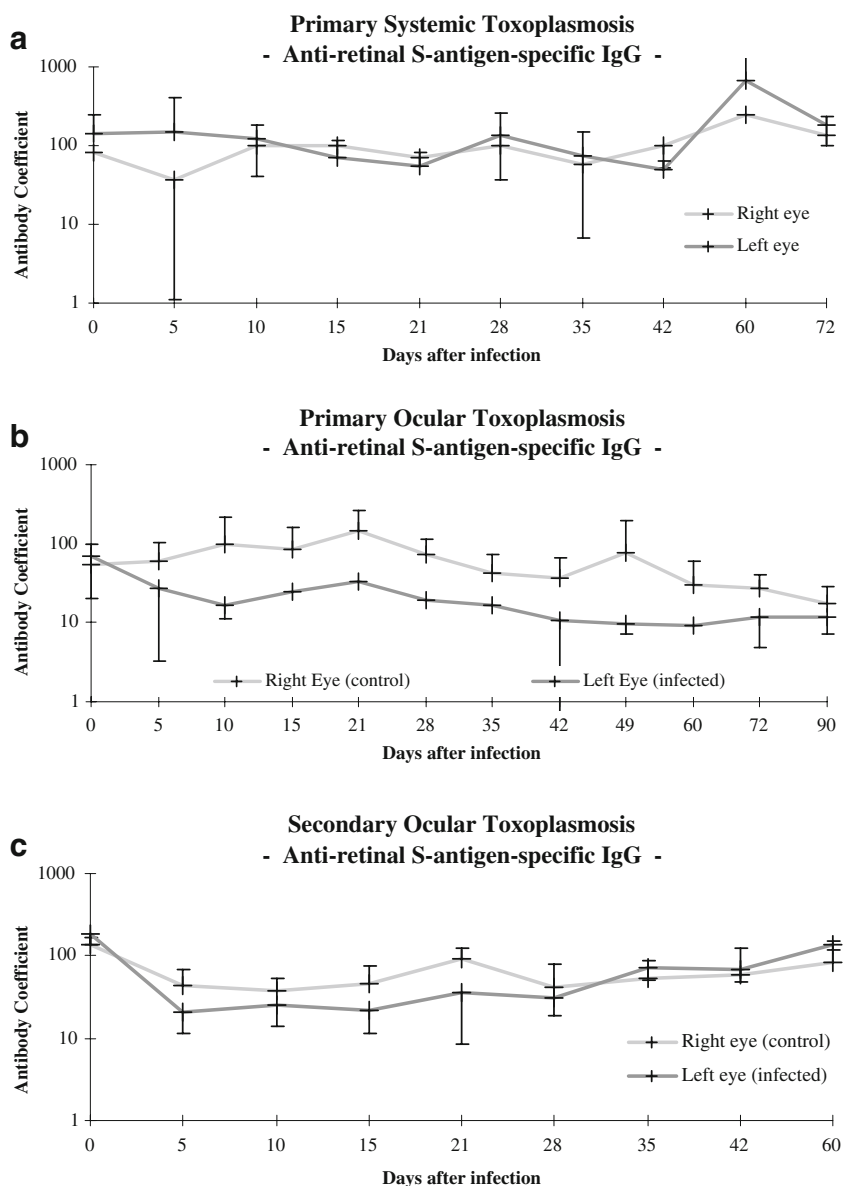 a
Primary Systemic Toxoplasmosis
- Anti-retinal S-antigen-specific IgG -
1000
100
10
1
Antibody Coefficient
Right eye
Left eye
0 5 10 15 21 28 35 42 60 72
Days after infection
b
Primary Ocular Toxoplasmosis
- Anti-retinal S-antigen-specific IgG -
1000
100
10
1
Antibody Coefficient
Right Eye (control) Left Eye (infected)
0 5 10 15 21 28 35 42 49 60 72 90
Days after infection
c
Secondary Ocular Toxoplasmosis
- Anti-retinal S-antigen-specific IgG -
1000
100
10
1
Antibody Coefficient
Right eye (control)
Left eye (infected)
0 5 10 15 21 28 35 42 60
Days after infection